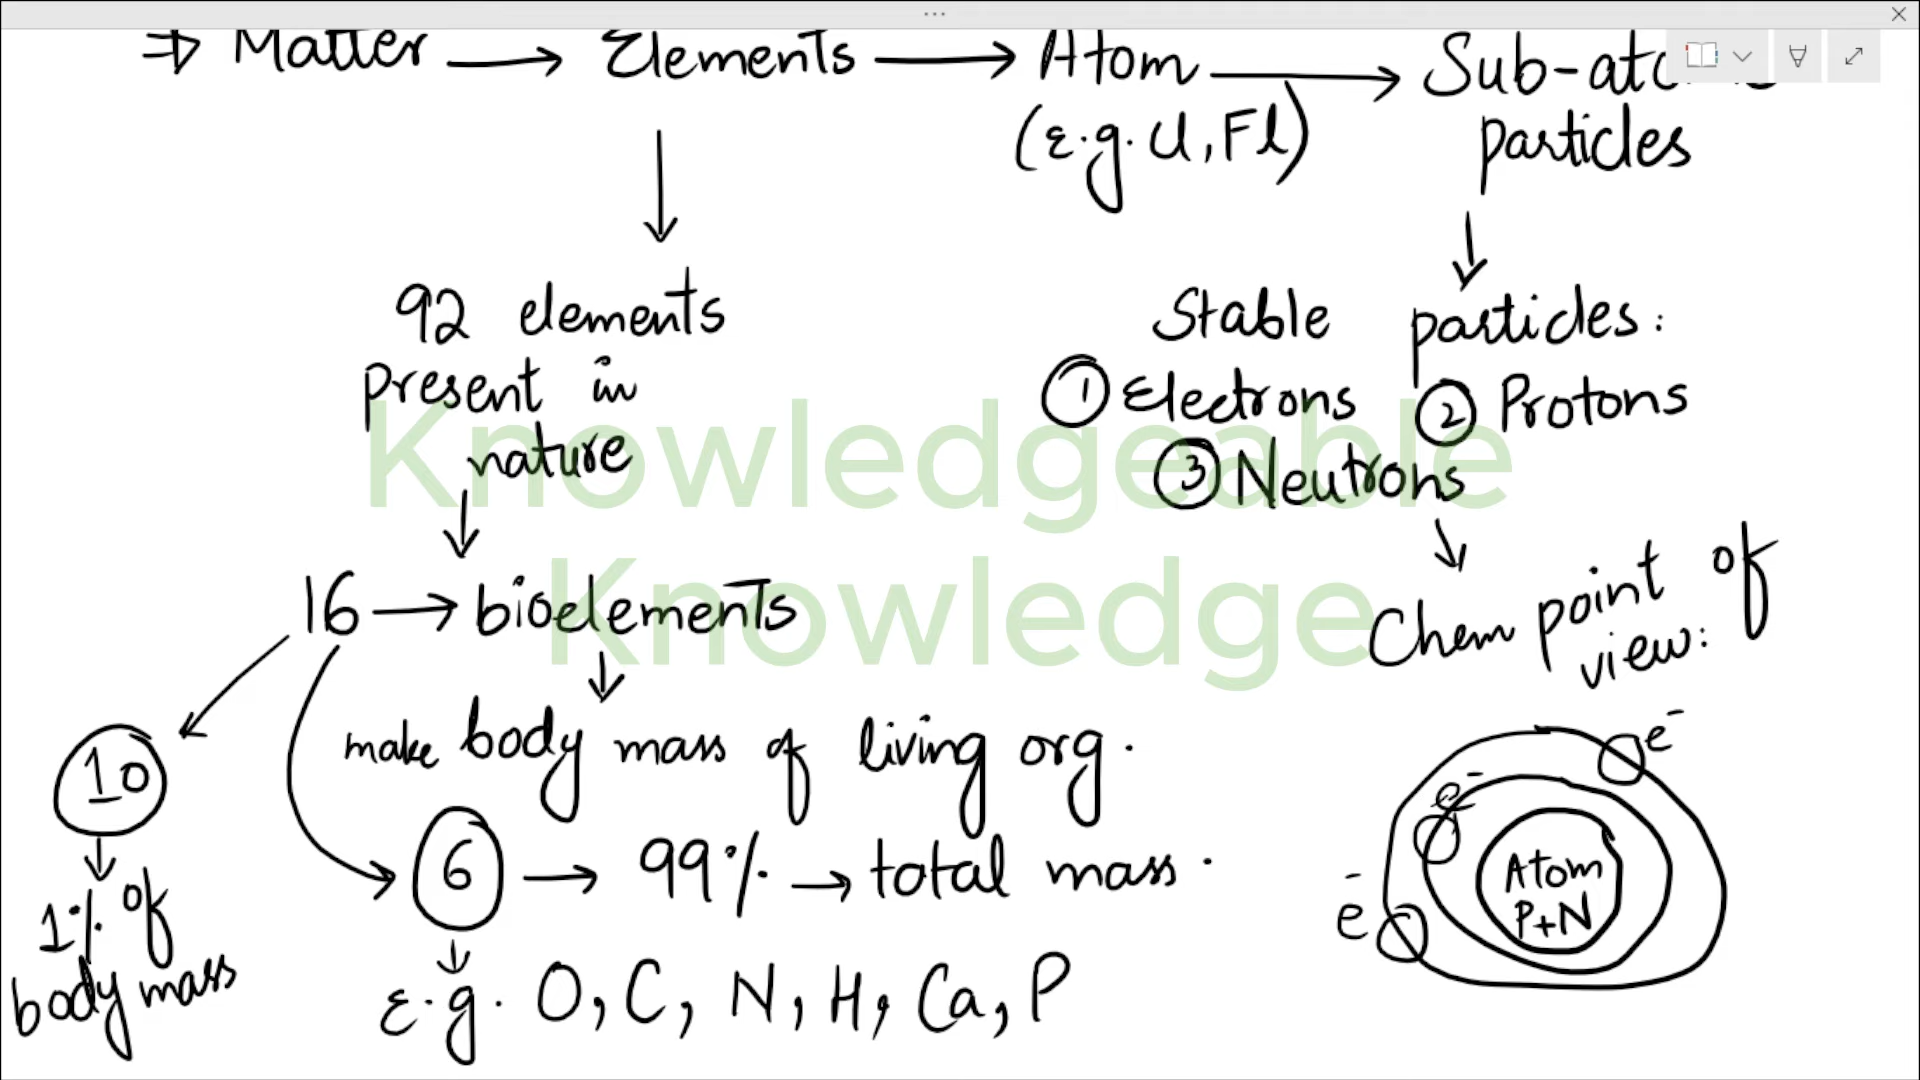 ⇒ Matter → Elements → Atom → Sub-atomic
(E.g. Cl, Fl) particles
92 elements
present in
nature
Stable particles:
① Electrons ② Protons
③ Neutrons
Knowledgeable
Knowledge
16 → bioelements
Chem point of
view:
make body mass of living org.
10
1% of
body mass
6 → 99% → total mass.
E.g. O, C, N, H, Ca, P
e-
e-
e-
Atom
P+N